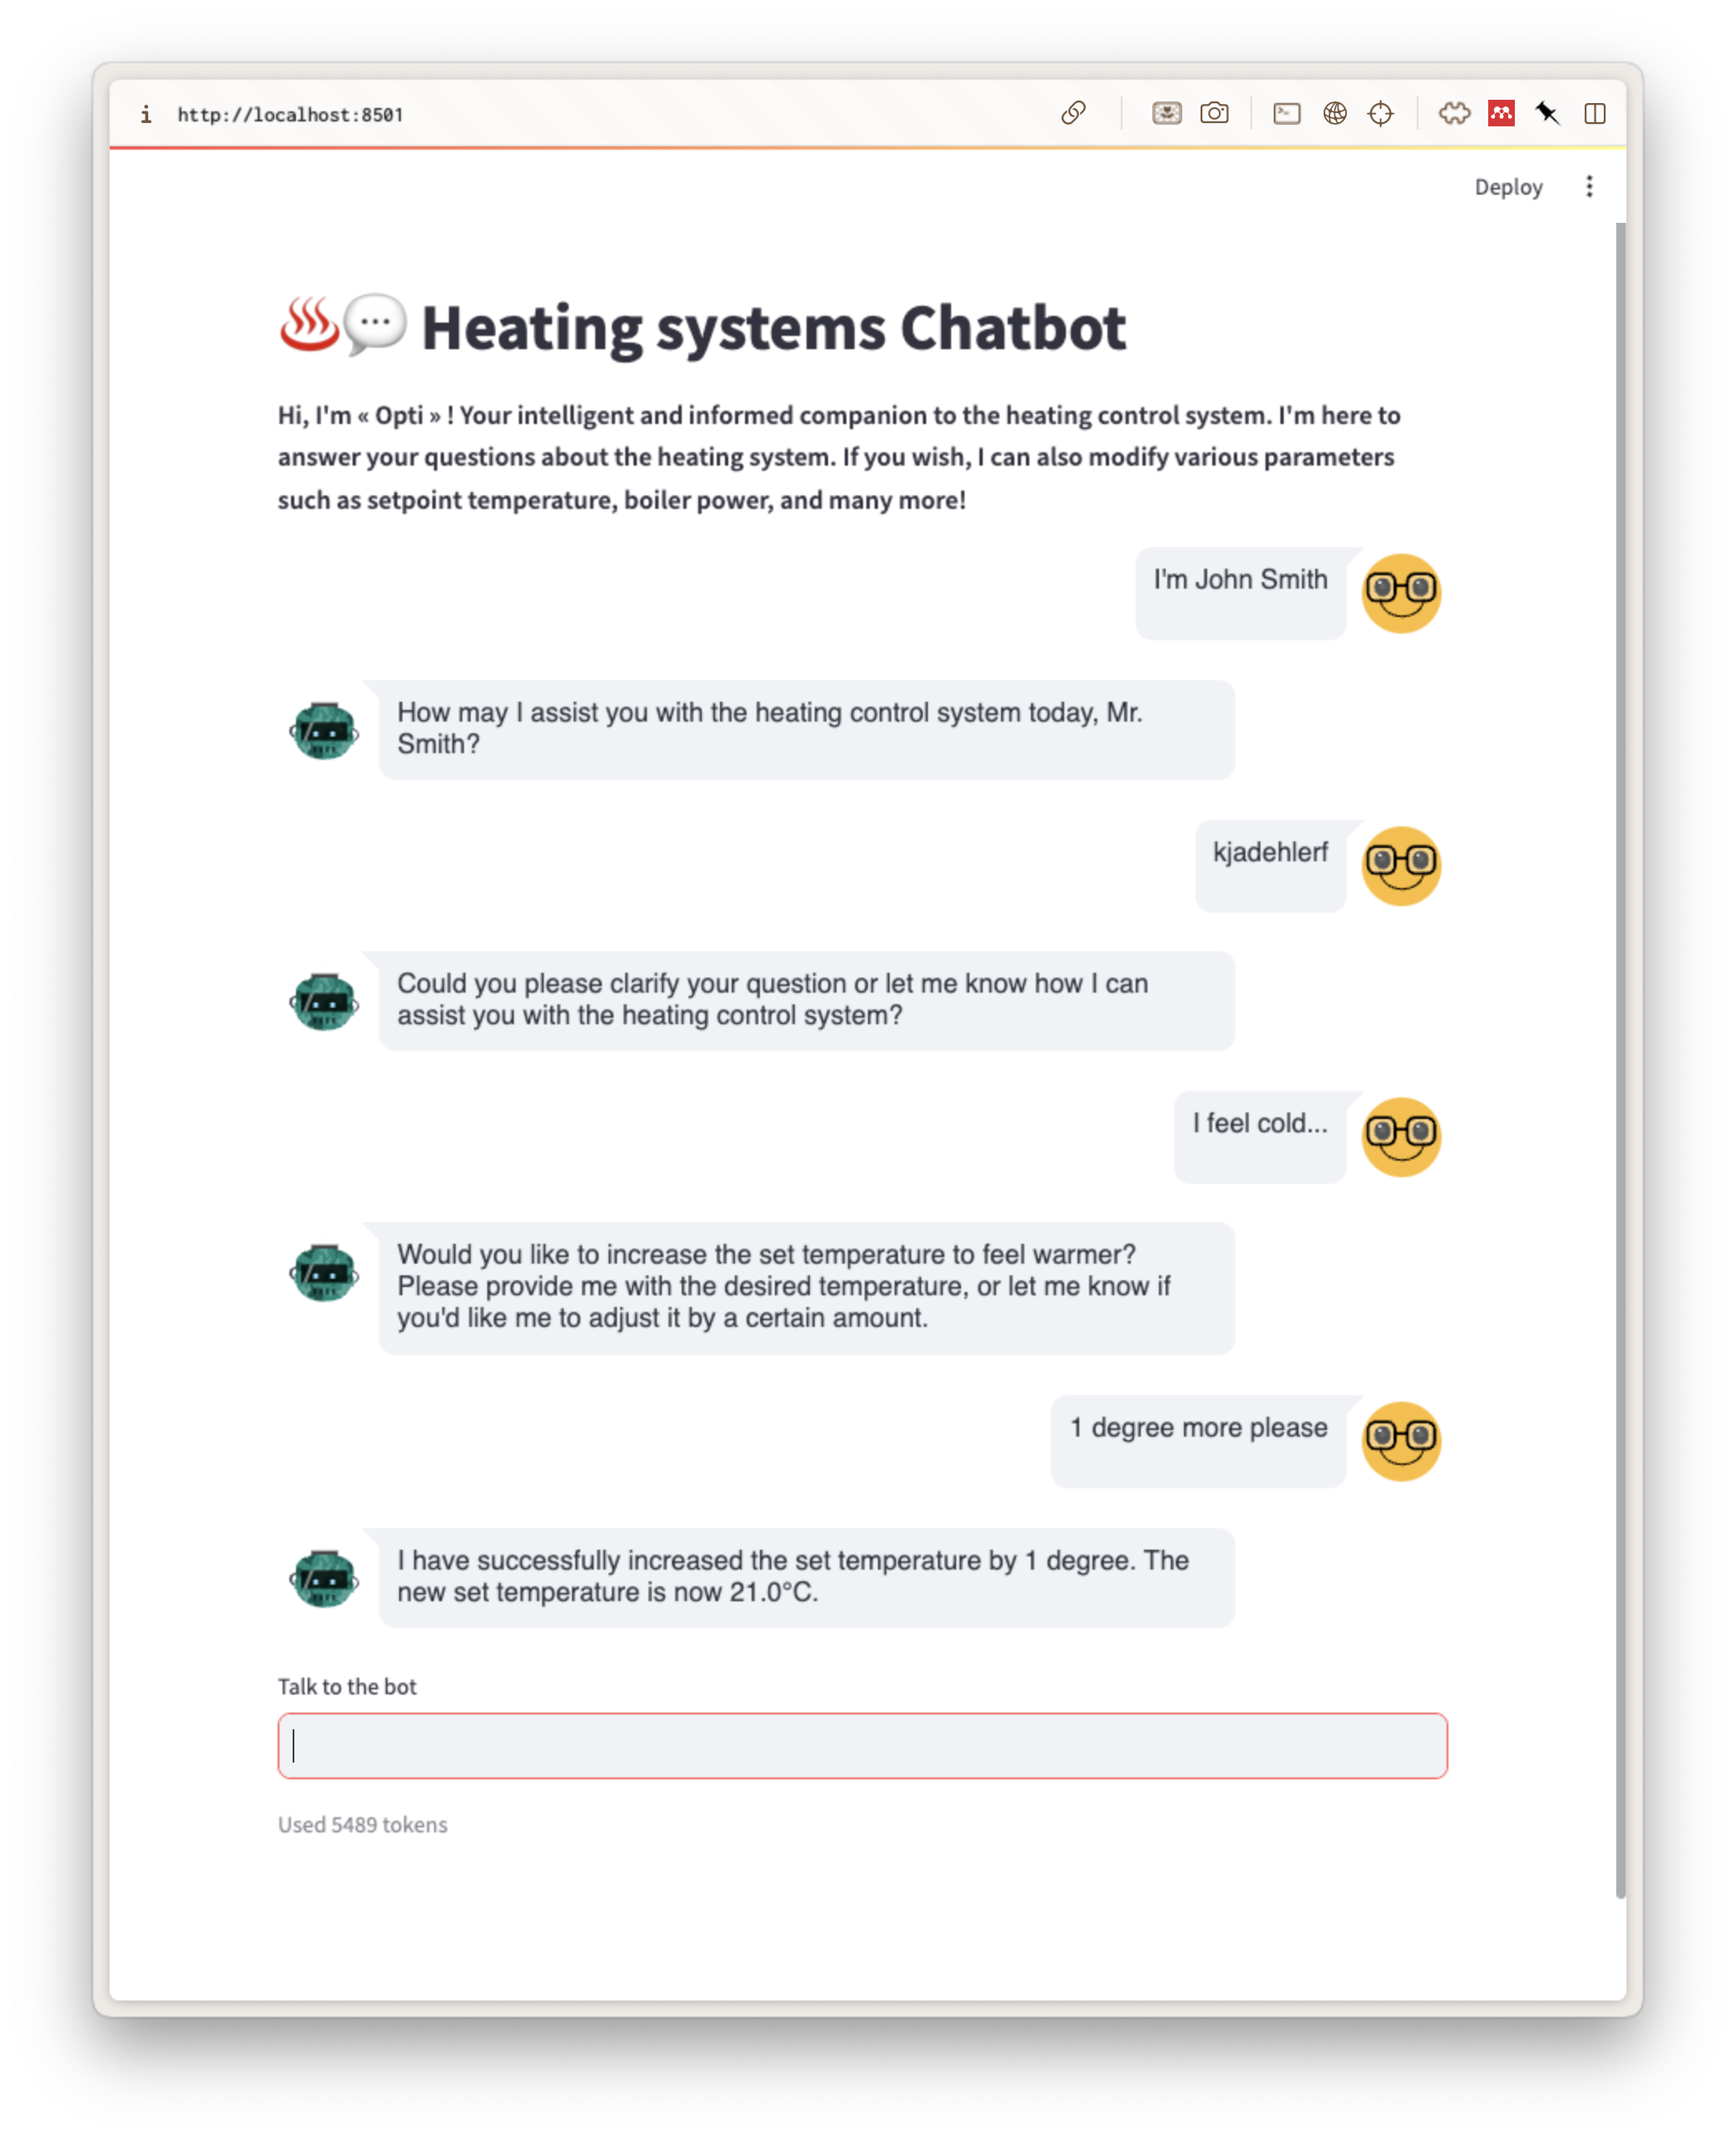 i http://localhost:8501
Deploy
Heating systems Chatbot
Hi, I'm « Opti » ! Your intelligent and informed companion to the heating control system. I'm here to
answer your questions about the heating system. If you wish, I can also modify various parameters
such as setpoint temperature, boiler power, and many more!
I'm John Smith
How may I assist you with the heating control system today, Mr.
Smith?
kjadehlerf
Could you please clarify your question or let me know how I can
assist you with the heating control system?
I feel cold...
Would you like to increase the set temperature to feel warmer?
Please provide me with the desired temperature, or let me know if
you'd like me to adjust it by a certain amount.
1 degree more please
I have successfully increased the set temperature by 1 degree. The
new set temperature is now 21.0°C.
Talk to the bot
Used 5489 tokens